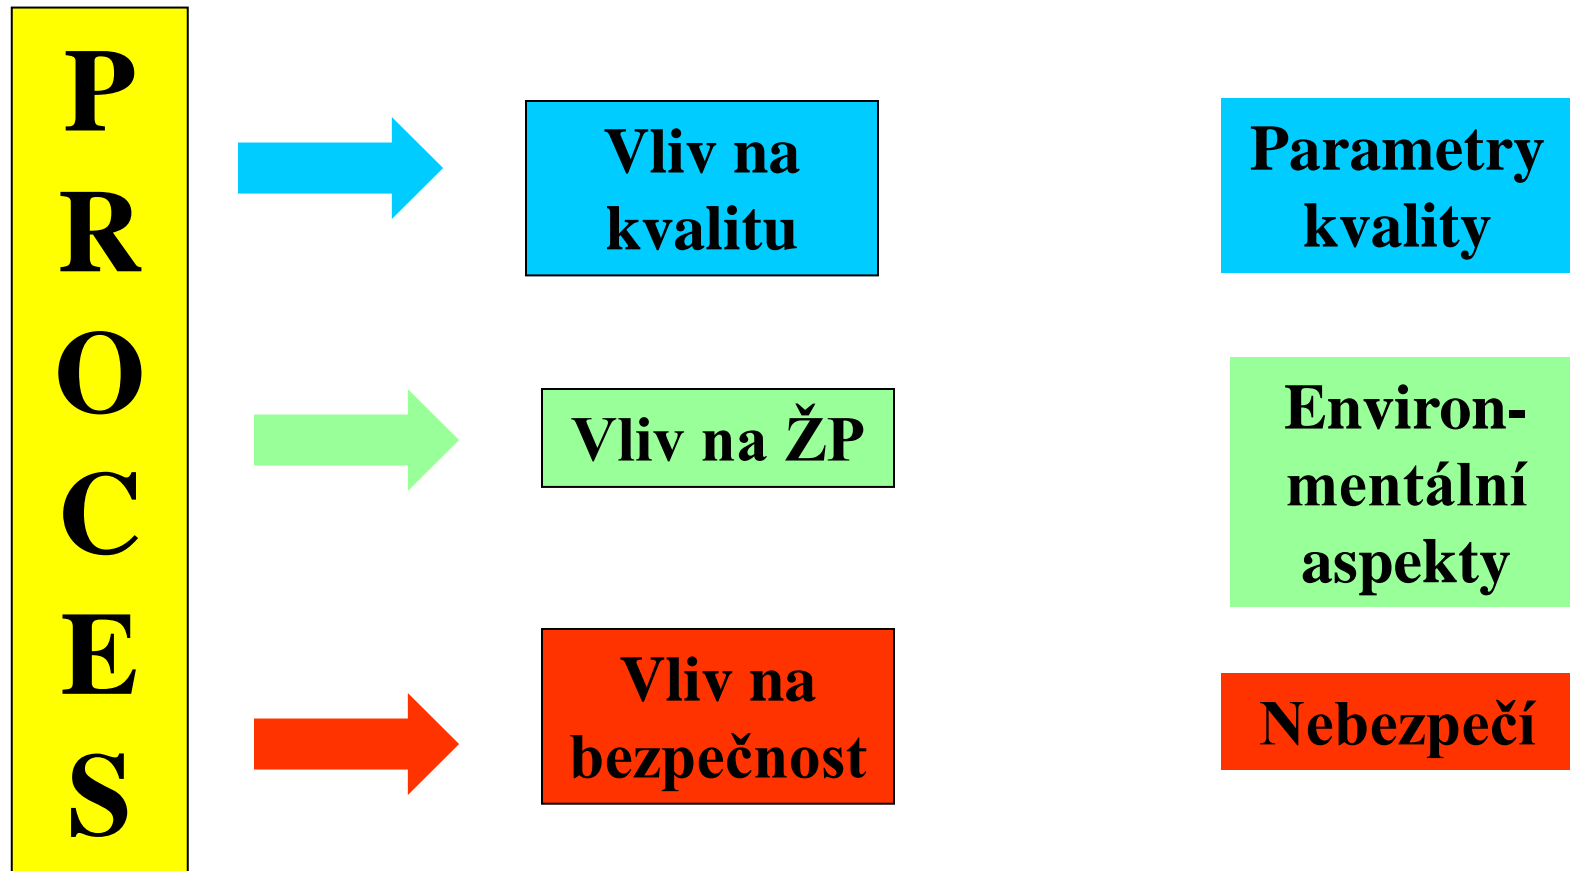 P
R
O
C
E
S
Vliv na
kvalitu
Parametry
kvality
Vliv na ŽP
Environ-
mentální
aspekty
Vliv na
bezpečnost
Nebezpečí